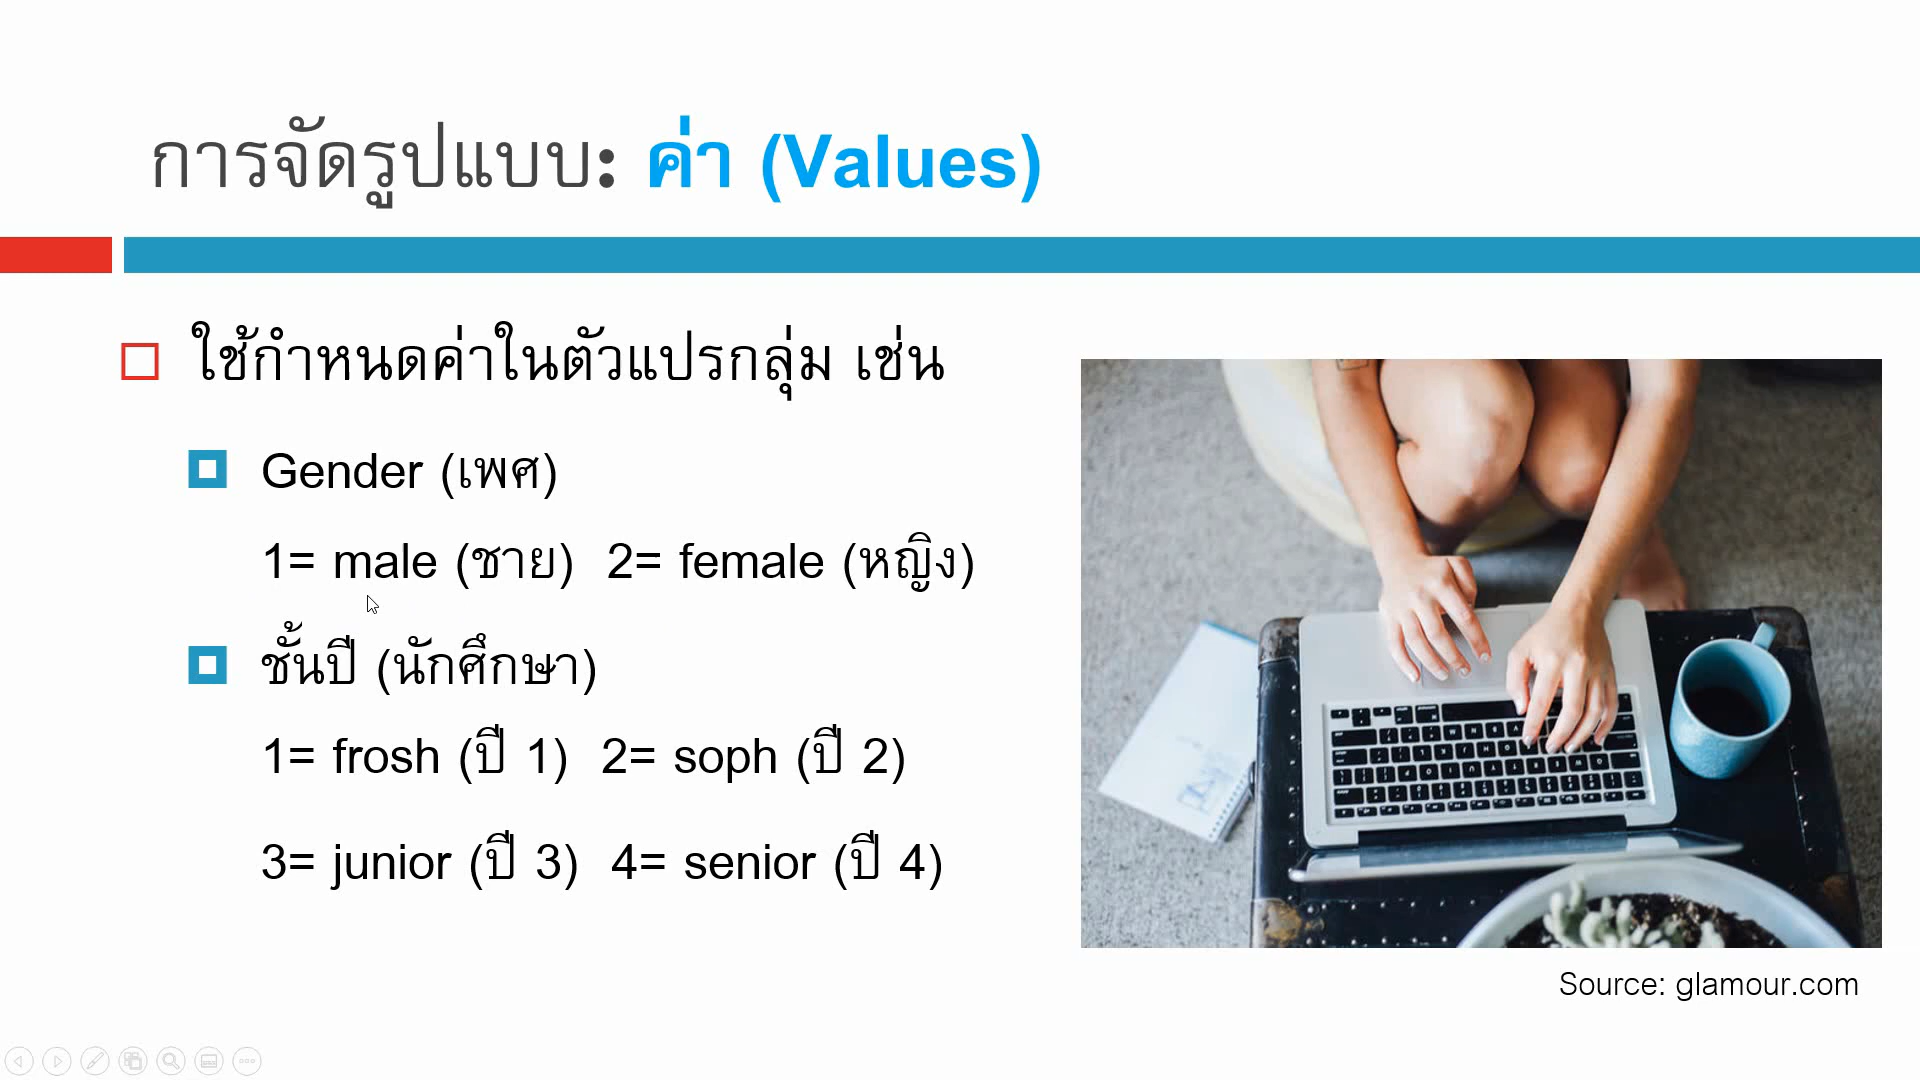 การจัดรูปแบบ: ค่า (Values)
ใช้กำหนดค่าในตัวแปรกลุ่ม เช่น
Gender (เพศ)
1= male (ชาย) 2= female (หญิง)
ชั้นปี (นักศึกษา)
1= frosh (ปี 1) 2= soph (ปี 2)
3= junior (ปี 3) 4= senior (ปี 4)
Source: glamour.com